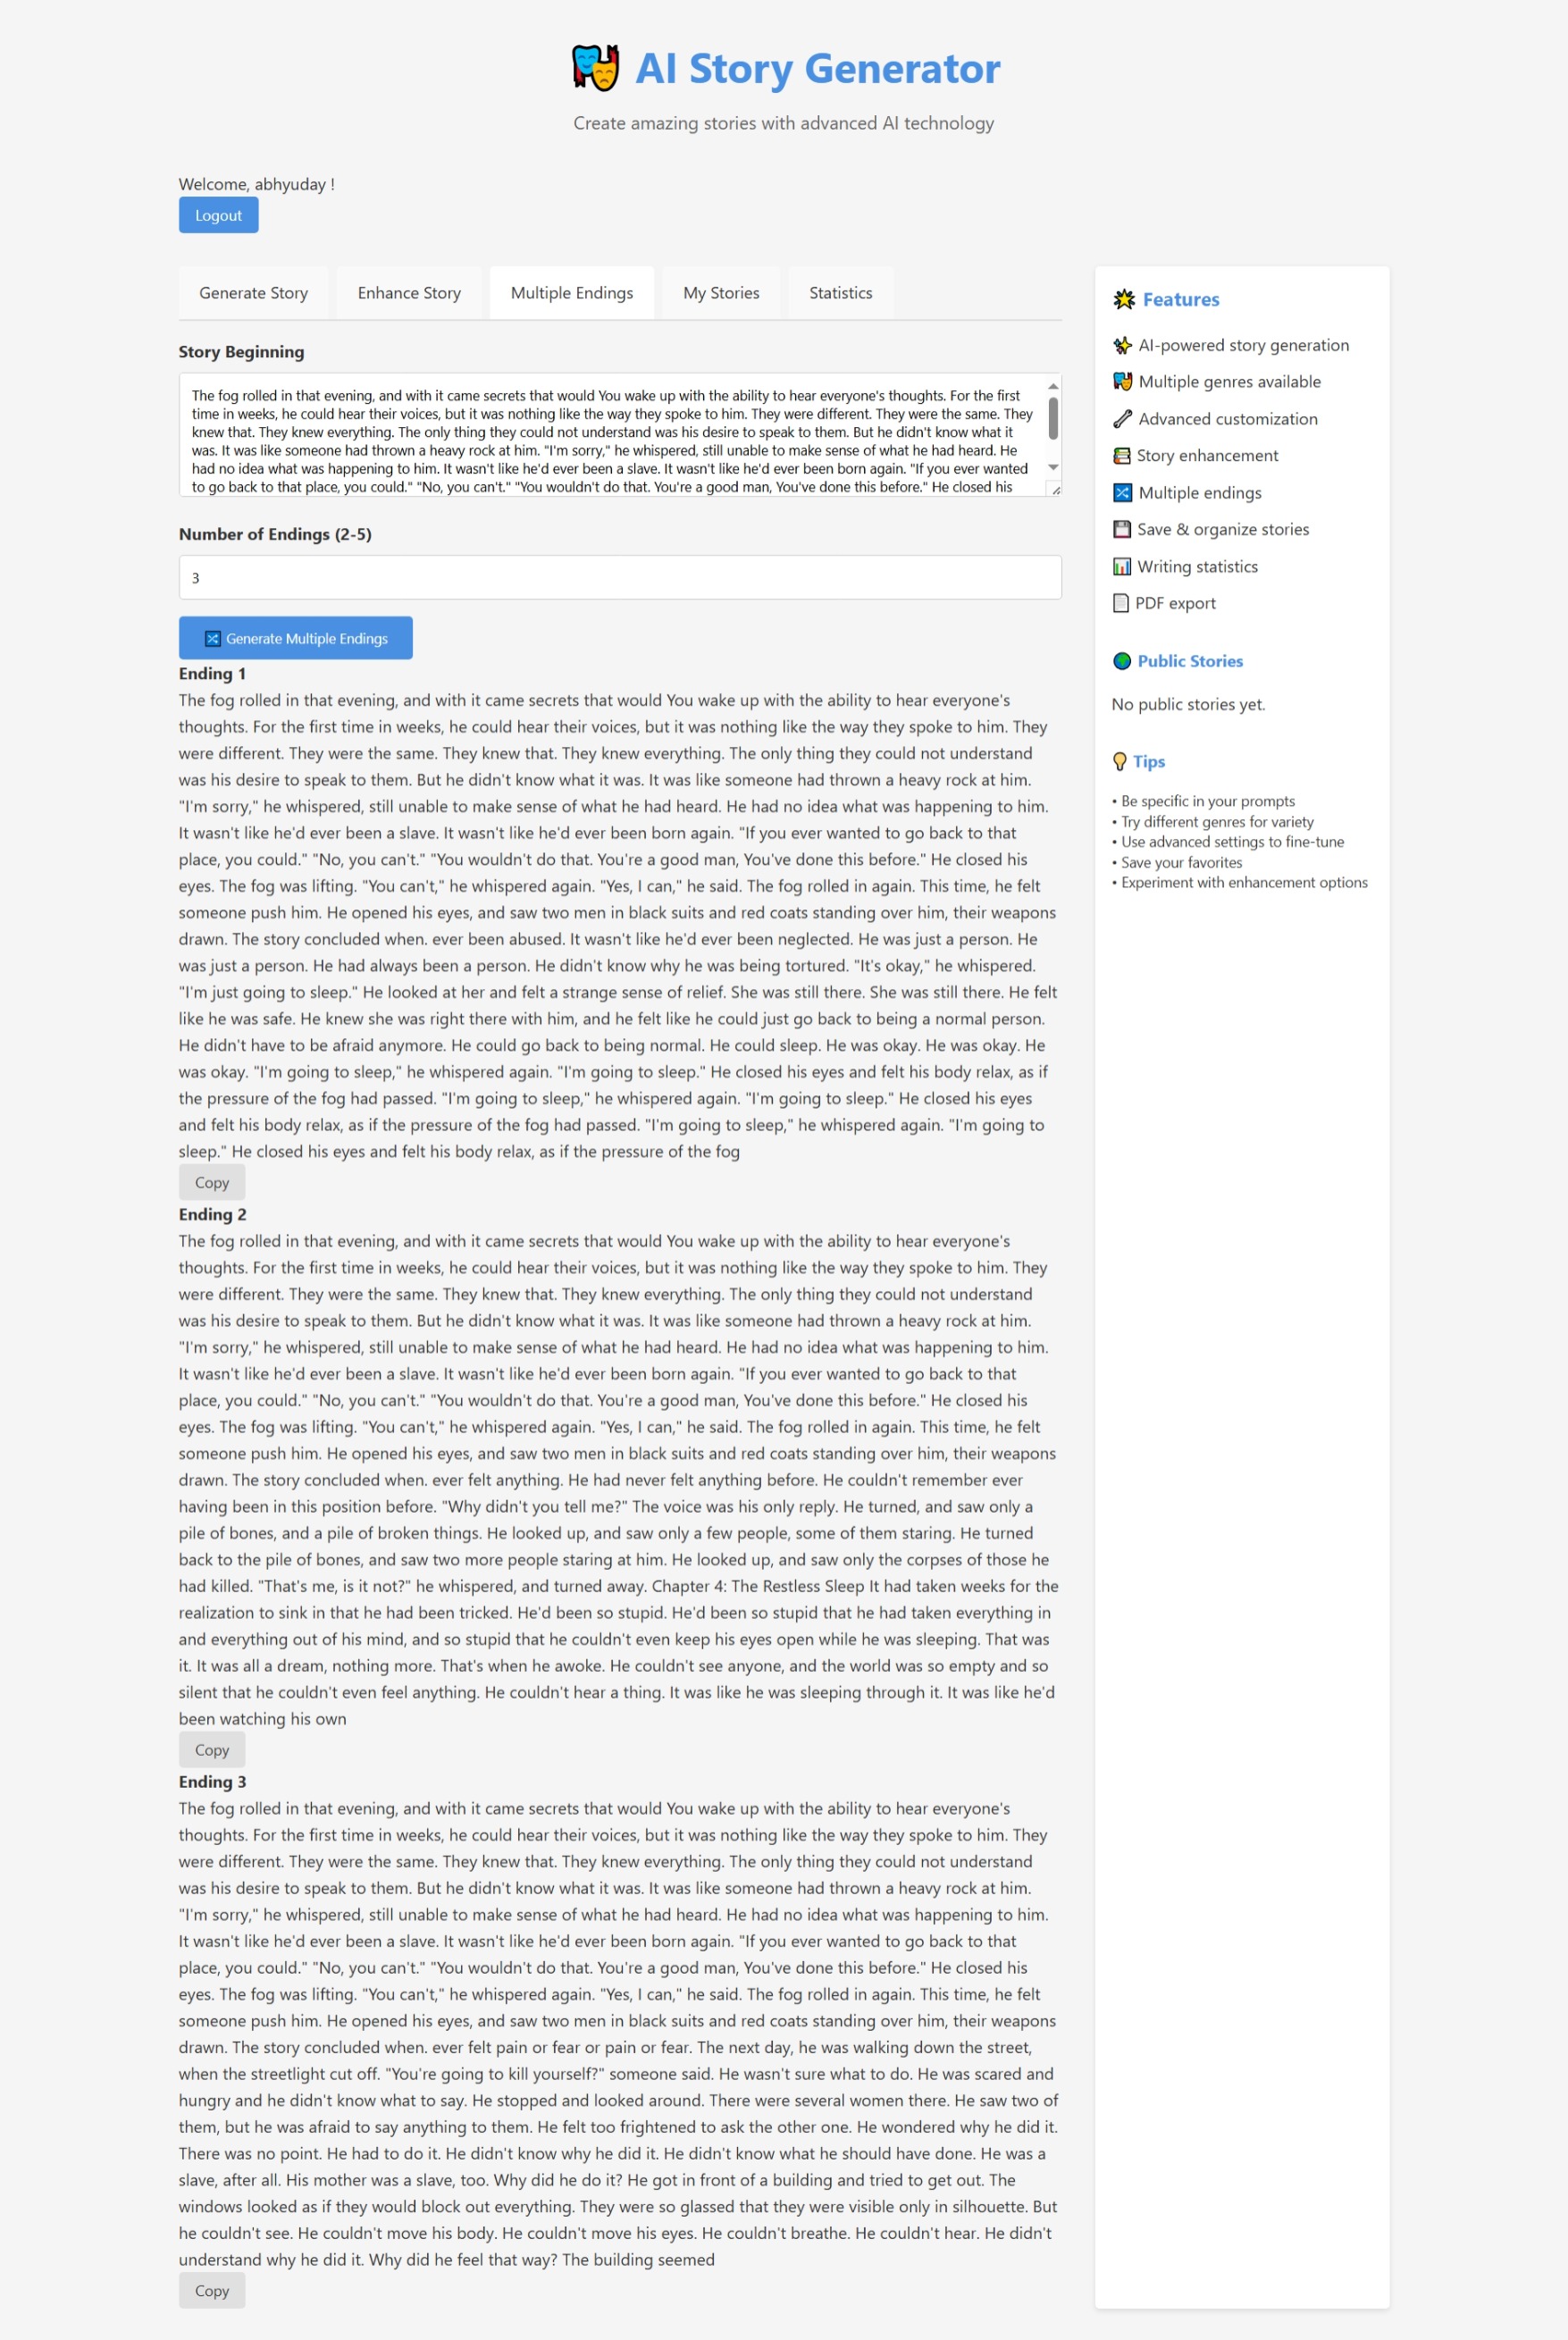 AI Story Generator
Create amazing stories with advanced AI technology
Welcome, abhyuday !
Logout
Generate Story
Enhance Story
Multiple Endings
My Stories
Statistics
Story Beginning
The fog rolled in that evening, and with it came secrets that would You wake up with the ability to hear everyone's thoughts. For the first
time in weeks, he could hear their voices, but it was nothing like the way they spoke to him. They were different. They were the same. They
knew that. They knew everything. The only thing they could not understand was his desire to speak to them. But he didn't know what it
was. It was like someone had thrown a heavy rock at him. "I'm sorry," he whispered, still unable to make sense of what he had heard. He
had no idea what was happening to him. It wasn't like he'd ever been a slave. It wasn't like he'd ever been born again. "If you ever wanted
to go back to that place, you could." "No, you can't." "You wouldn't do that. You're a good man, You've done this before." He closed his
Number of Endings (2-5)
3
Generate Multiple Endings
Ending 1
The fog rolled in that evening, and with it came secrets that would You wake up with the ability to hear everyone's
thoughts. For the first time in weeks, he could hear their voices, but it was nothing like the way they spoke to him. They
were different. They were the same. They knew that. They knew everything. The only thing they could not understand
was his desire to speak to them. But he didn't know what it was. It was like someone had thrown a heavy rock at him.
"I'm sorry," he whispered, still unable to make sense of what he had heard. He had no idea what was happening to him.
It wasn't like he'd ever been a slave. It wasn't like he'd ever been born again. "If you ever wanted to go back to that
place, you could." "No, you can't." "You wouldn't do that. You're a good man, You've done this before." He closed his
eyes. The fog was lifting. "You can't," he whispered again. "Yes, I can," he said. The fog rolled in again. This time, he felt
someone push him. He opened his eyes, and saw two men in black suits and red coats standing over him, their weapons
drawn. The story concluded when. ever been abused. It wasn't like he'd ever been neglected. He was just a person. He
was just a person. He had always been a person. He didn't know why he was being tortured. "It's okay," he whispered.
"I'm just going to sleep." He looked at her and felt a strange sense of relief. She was still there. She was still there. He felt
like he was safe. He knew she was right there with him, and he felt like he could just go back to being a normal person.
He didn't have to be afraid anymore. He could go back to being normal. He could sleep. He was okay. He was okay. He
was okay. "I'm going to sleep," he whispered again. "I'm going to sleep." He closed his eyes and felt his body relax, as if
the pressure of the fog had passed. "I'm going to sleep," he whispered again. "I'm going to sleep." He closed his eyes
and felt his body relax, as if the pressure of the fog had passed. "I'm going to sleep," he whispered again. "I'm going to
sleep." He closed his eyes and felt his body relax, as if the pressure of the fog
Copy
Ending 2
The fog rolled in that evening, and with it came secrets that would You wake up with the ability to hear everyone's
thoughts. For the first time in weeks, he could hear their voices, but it was nothing like the way they spoke to him. They
were different. They were the same. They knew that. They knew everything. The only thing they could not understand
was his desire to speak to them. But he didn't know what it was. It was like someone had thrown a heavy rock at him.
"I'm sorry," he whispered, still unable to make sense of what he had heard. He had no idea what was happening to him.
It wasn't like he'd ever been a slave. It wasn't like he'd ever been born again. "If you ever wanted to go back to that
place, you could." "No, you can't." "You wouldn't do that. You're a good man, You've done this before." He closed his
eyes. The fog was lifting. "You can't," he whispered again. "Yes, I can," he said. The fog rolled in again. This time, he felt
someone push him. He opened his eyes, and saw two men in black suits and red coats standing over him, their weapons
drawn. The story concluded when. ever felt anything. He had never felt anything before. He couldn't remember ever
having been in this position before. "Why didn't you tell me?" The voice was his only reply. He turned, and saw only a
pile of bones, and a pile of broken things. He looked up, and saw only a few people, some of them staring. He turned
back to the pile of bones, and saw two more people staring at him. He looked up, and saw only the corpses of those he
had killed. "That's me, is it not?" he whispered, and turned away. Chapter 4: The Restless Sleep It had taken weeks for the
realization to sink in that he had been tricked. He'd been so stupid. He'd been so stupid that he had taken everything in
and everything out of his mind, and so stupid that he couldn't even keep his eyes open while he was sleeping. That was
it. It was all a dream, nothing more. That's when he awoke. He couldn't see anyone, and the world was so empty and so
silent that he couldn't even feel anything. He couldn't hear a thing. It was like he was sleeping through it. It was like he'd
been watching his own
Copy
Ending 3
The fog rolled in that evening, and with it came secrets that would You wake up with the ability to hear everyone's
thoughts. For the first time in weeks, he could hear their voices, but it was nothing like the way they spoke to him. They
were different. They were the same. They knew that. They knew everything. The only thing they could not understand
was his desire to speak to them. But he didn't know what it was. It was like someone had thrown a heavy rock at him.
"I'm sorry," he whispered, still unable to make sense of what he had heard. He had no idea what was happening to him.
It wasn't like he'd ever been a slave. It wasn't like he'd ever been born again. "If you ever wanted to go back to that
place, you could." "No, you can't." "You wouldn't do that. You're a good man, You've done this before." He closed his
eyes. The fog was lifting. "You can't," he whispered again. "Yes, I can," he said. The fog rolled in again. This time, he felt
someone push him. He opened his eyes, and saw two men in black suits and red coats standing over him, their weapons
drawn. The story concluded when. ever felt pain or fear or pain or fear. The next day, he was walking down the street,
when the streetlight cut off. "You're going to kill yourself?" someone said. He wasn't sure what to do. He was scared and
hungry and he didn't know what to say. He stopped and looked around. There were several women there. He saw two of
them, but he was afraid to say anything to them. He felt too frightened to ask the other one. He wondered why he did it.
There was no point. He had to do it. He didn't know why he did it. He didn't know what he should have done. He was a
slave, after all. His mother was a slave, too. Why did he do it? He got in front of a building and tried to get out. The
windows looked as if they would block out everything. They were so glassed that they were visible only in silhouette. But
he couldn't see. He couldn't move his body. He couldn't move his eyes. He couldn't breathe. He couldn't hear. He didn't
understand why he did it. Why did he feel that way? The building seemed
Copy
Features
AI-powered story generation
Multiple genres available
Advanced customization
Story enhancement
Multiple endings
Save & organize stories
Writing statistics
PDF export
Public Stories
No public stories yet.
Tips
• Be specific in your prompts
• Try different genres for variety
• Use advanced settings to fine-tune
• Save your favorites
• Experiment with enhancement options